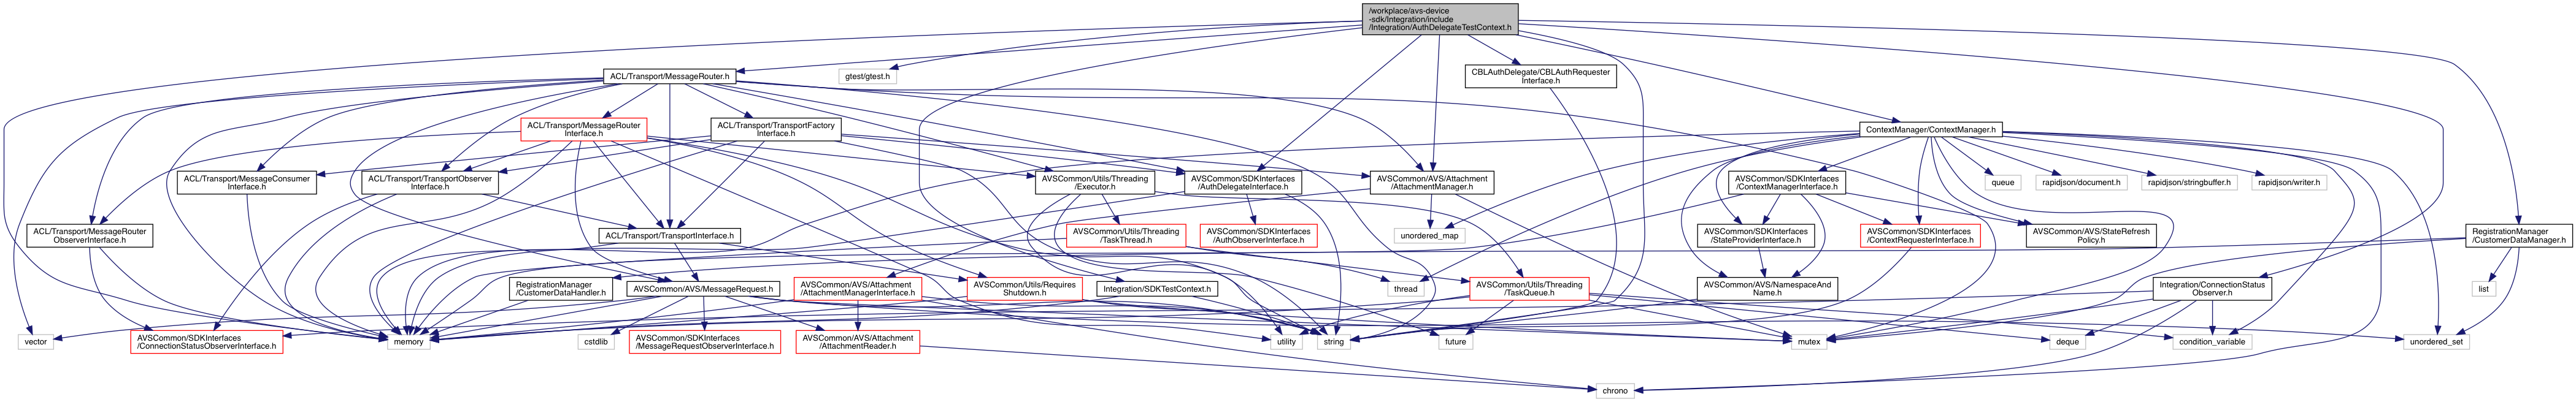 /workplace/avs-device
-sdk/Integration/include
/Integration/AuthDelegateTestContext.h
ACL/Transport/MessageRouter.h
gtest/gtest.h
CBLAuthDelegate/CBLAuthRequester
Interface.h
ACL/Transport/MessageRouter
Interface.h
ACL/Transport/TransportFactory
Interface.h
ContextManager/ContextManager.h
ACL/Transport/MessageConsumer
Interface.h
ACL/Transport/TransportObserver
Interface.h
AVSCommon/Utils/Threading
/Executor.h
AVSCommon/SDKInterfaces
/AuthDelegateInterface.h
AVSCommon/AVS/Attachment
/AttachmentManager.h
AVSCommon/SDKInterfaces
/ContextManagerInterface.h
queue
rapidjson/document.h
rapidjson/stringbuffer.h
rapidjson/writer.h
ACL/Transport/MessageRouter
ObserverInterface.h
ACL/Transport/TransportInterface.h
AVSCommon/Utils/Threading
/TaskThread.h
AVSCommon/SDKInterfaces
/AuthObserverInterface.h
unordered_map
AVSCommon/SDKInterfaces
/StateProviderInterface.h
AVSCommon/SDKInterfaces
/ContextRequesterInterface.h
AVSCommon/AVS/StateRefresh
Policy.h
RegistrationManager
/CustomerDataManager.h
RegistrationManager
/CustomerDataHandler.h
AVSCommon/AVS/MessageRequest.h
AVSCommon/AVS/Attachment
/AttachmentManagerInterface.h
AVSCommon/Utils/Requires
Shutdown.h
Integration/SDKTestContext.h
thread
AVSCommon/Utils/Threading
/TaskQueue.h
AVSCommon/AVS/NamespaceAnd
Name.h
Integration/ConnectionStatus
Observer.h
list
vector
AVSCommon/SDKInterfaces
/ConnectionStatusObserverInterface.h
memory
cstdlib
AVSCommon/SDKInterfaces
/MessageRequestObserverInterface.h
AVSCommon/AVS/Attachment
/AttachmentReader.h
utility
string
future
mutex
deque
condition_variable
unordered_set
chrono